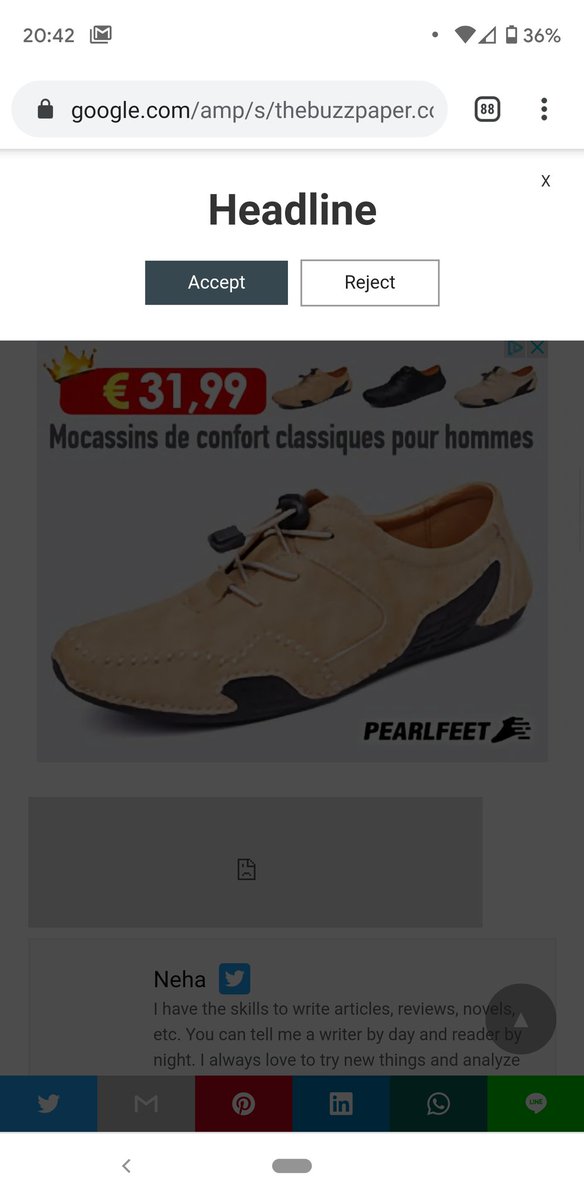 20:42
36%
google.com/amp/s/thebuzzpaper.co
88
X
Headline
Accept Reject
€ 31,99
Mocassins de confort classiques pour hommes
PEARLFEET
Neha
I have the skills to write articles, reviews, novels,
etc. You can tell me a writer by day and reader by
night. I always love to try new things and analyze
LINE